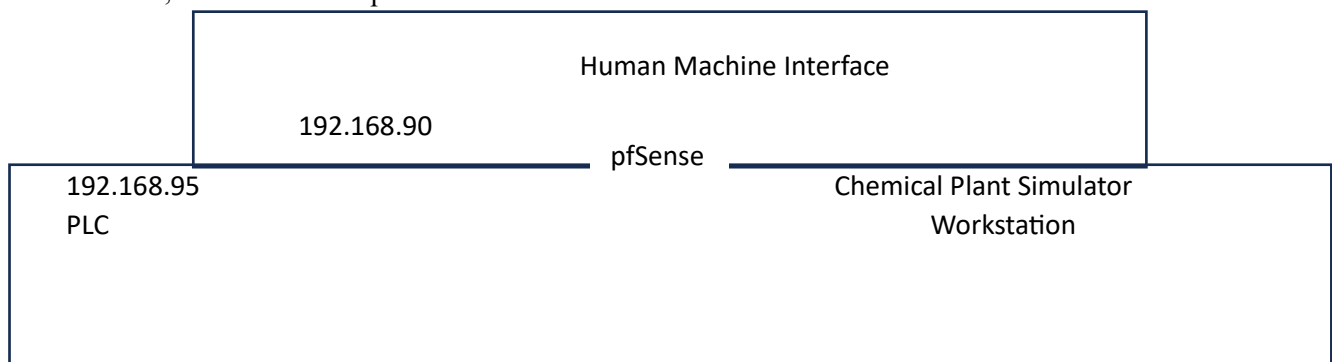 Human Machine Interface
192.168.90
pfSense
192.168.95
Chemical Plant Simulator
PLC
Workstation